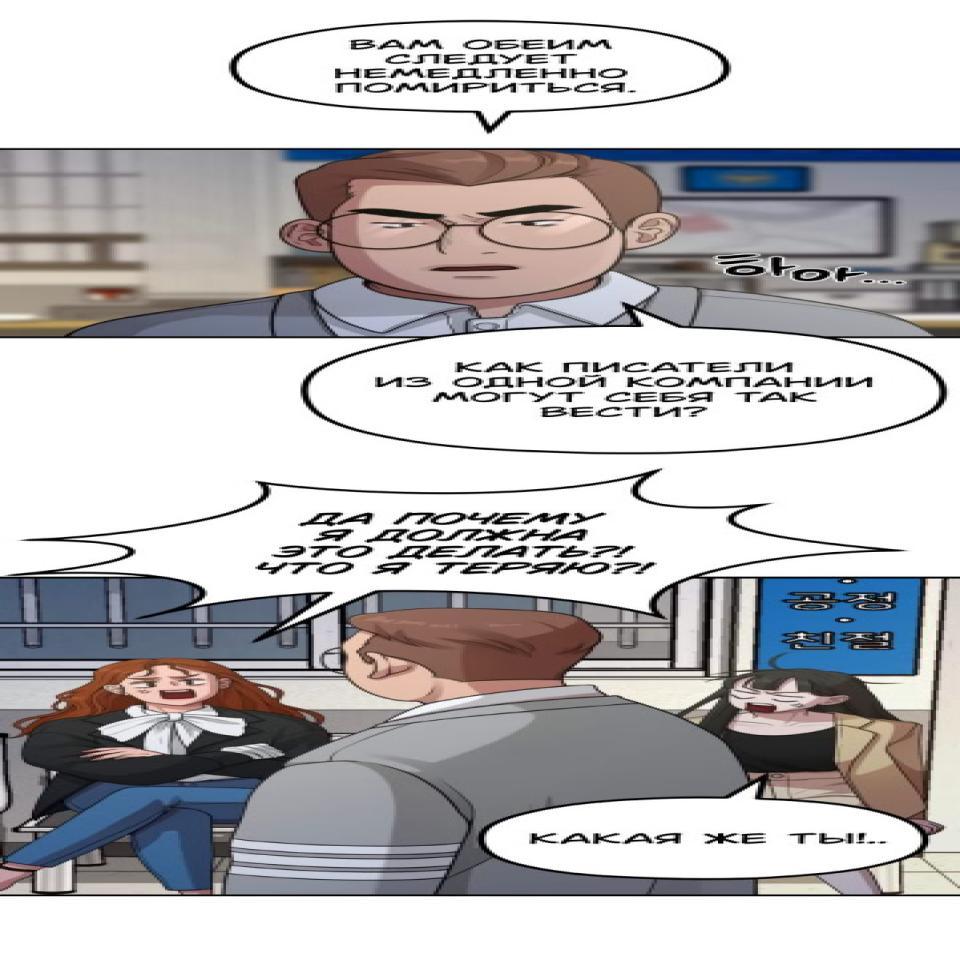 ВАМ ОБЕИМ
СЛЕДУЕТ
НЕМЕДЛЕННО
ПОМИРИТЬСЯ.
하아...
КАК ПИСАТЕЛИ
ИЗ ОДНОЙ КОМПАНИИ
МОГУТ СЕБЯ ТАК
ВЕСТИ?
ДА ПОЧЕМУ
Я ДОЛЖНА
ЭТО ДЕЛАТЬ?!
ЧТО Я ТЕРЯЮ?!
공정
·
친절
КАКАЯ ЖЕ ТЫ!..